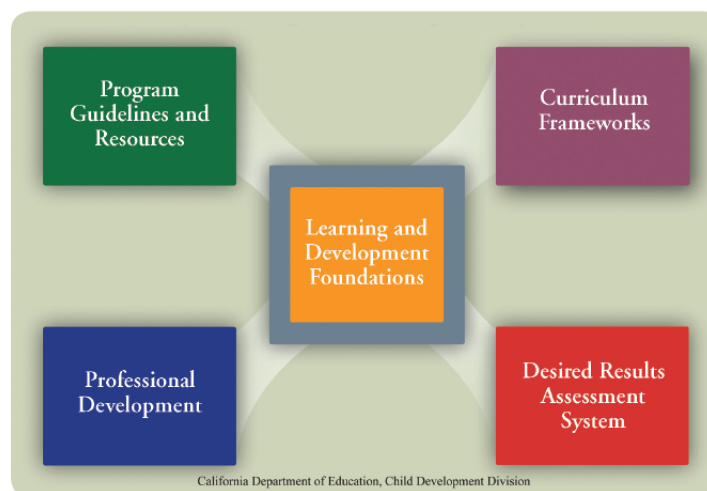 Program
Guidelines and
Resources
Curriculum
Frameworks
Learning and
Development
Foundations
Professional
Development
Desired Results
Assessment
System
California Department of Education, Child Development Division